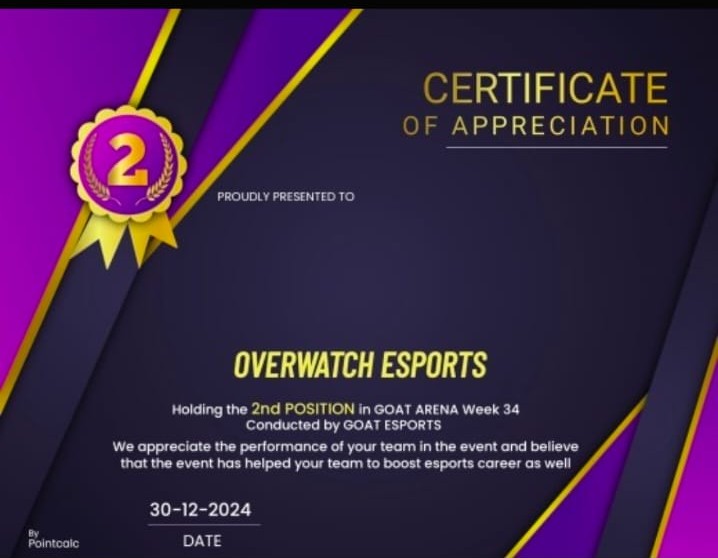 CERTIFICATE
OF APPRECIATION
2
PROUDLY PRESENTED TO
OVERWATCH ESPORTS
Holding the 2nd POSITION in GOAT ARENA Week 34
Conducted by GOAT ESPORTS
We appreciate the performance of your team in the event and believe
that the event has helped your team to boost esports career as well
30-12-2024
DATE
By
Pointcalc